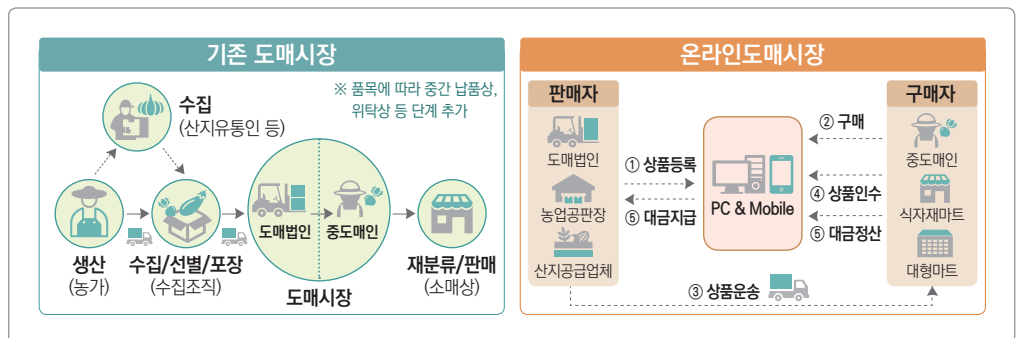 기존 도매시장
※ 품목에 따라 중간 납품상,
위탁상 등 단계 추가
수집
(산지유통인 등)
도매법인
중도매인
생산
(농가)
수집/선별/포장
(수집조직)
도매시장
재분류/판매
(소매상)
온라인도매시장
판매자
도매법인
농업공판장
산지공급업체
① 상품등록
⑤ 대금지급
PC & Mobile
② 구매
④ 상품인수
⑤ 대금정산
구매자
중도매인
식자재마트
대형마트
③ 상품운송